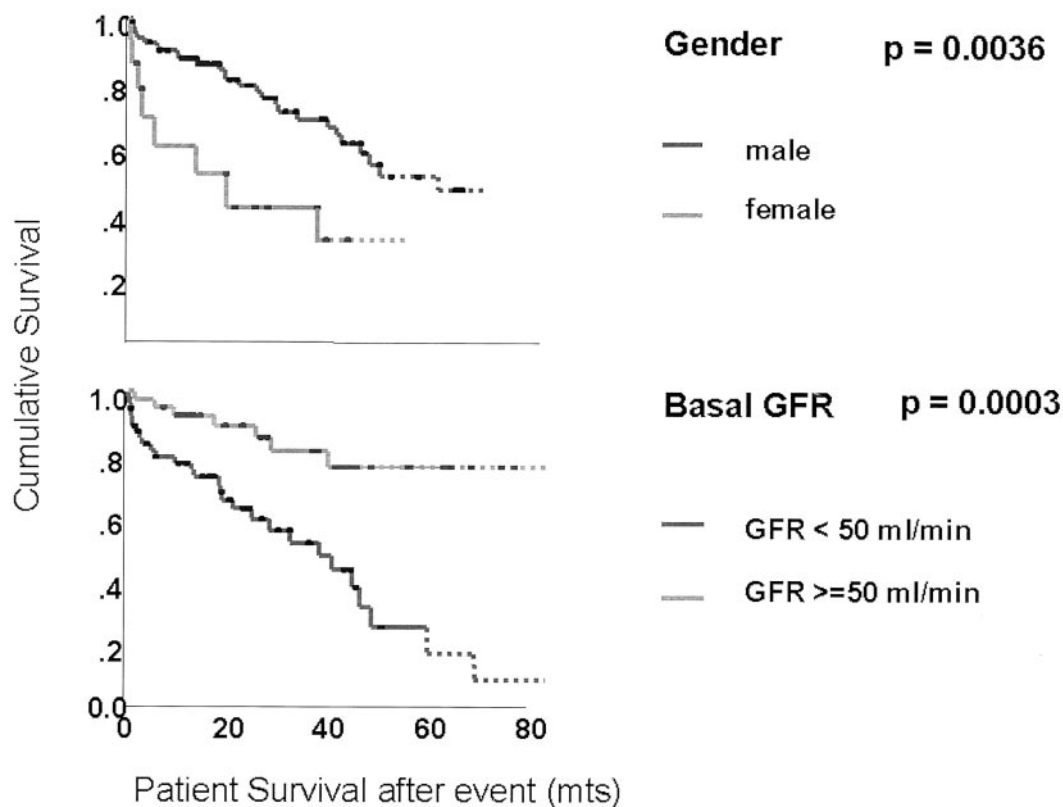 1.0
.8
.6
.4
.2
Gender p = 0.0036
male
female
Cumulative Survival
1.0
.8
.6
.4
.2
0.0
0 20 40 60 80
Basal GFR p = 0.0003
GFR < 50 ml/min
GFR >=50 ml/min
Patient Survival after event (mts)